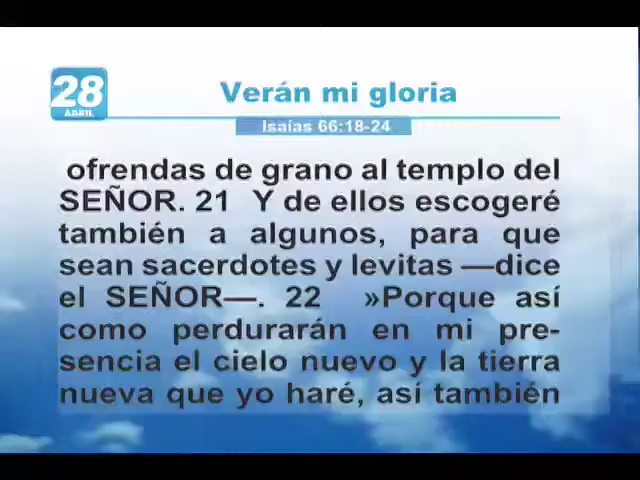 28
ABRIL
Verán mi gloria
Isaías 66:18-24
ofrendas de grano al templo del
SEÑOR. 21 Y de ellos escogeré
también a algunos, para que
sean sacerdotes y levitas —dice
el SEÑOR—. 22 »Porque así
como perdurarán en mi pre-
sencia el cielo nuevo y la tierra
nueva que yo haré, así también